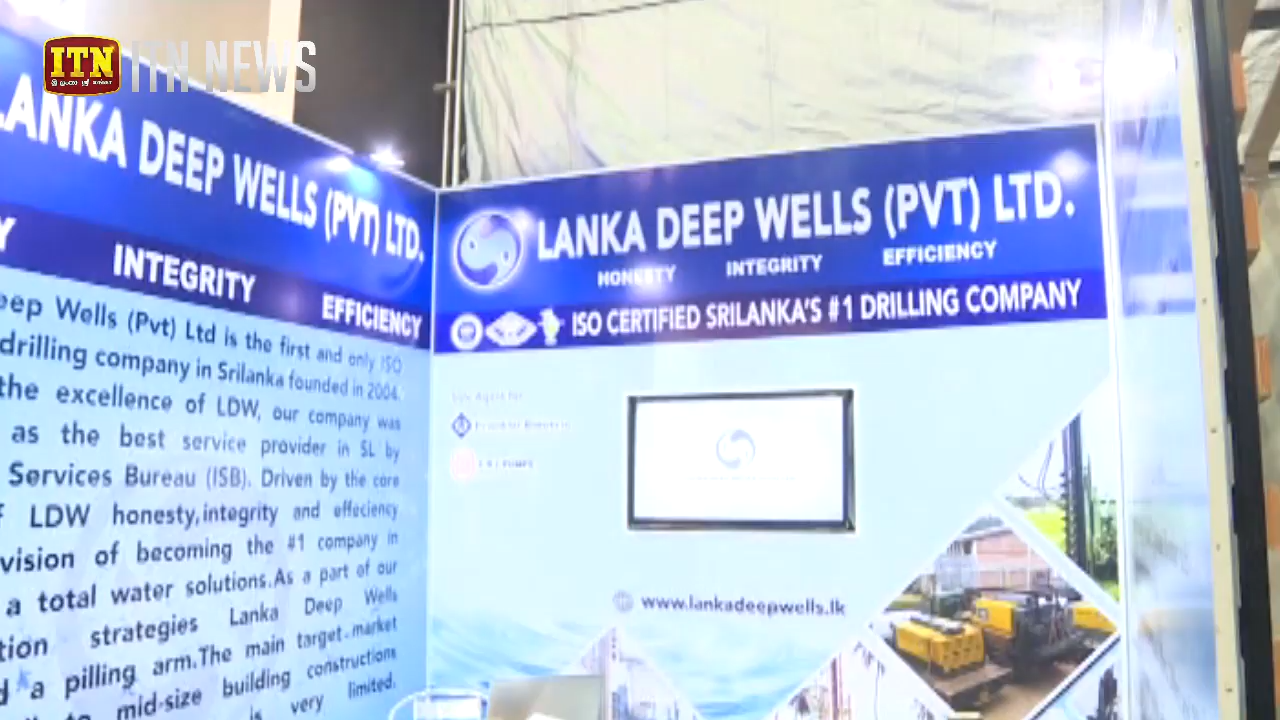 ITN ITN NEWS
LANKA DEEP WELLS (PVT) LTD.
INTEGRITY EFFICIENCY
Deep Wells (Pvt) Ltd is the first and only ISO
drilling company in Srilanka founded in 2004.
the excellence of LDW, our company was
as the best service provider in SL by
Services Bureau (ISB). Driven by the core
LDW honesty,integrity and effeciency
vision of becoming the #1 company in
a total water solutions.As a part of our
strategies Lanka Deep Wells
a pilling arm.The main target market
mid-size building constructions
is very limited.
LANKA DEEP WELLS (PVT) LTD.
HONESTY INTEGRITY EFFICIENCY
ISO CERTIFIED SRILANKA'S #1 DRILLING COMPANY
www.lankadeepwells.lk